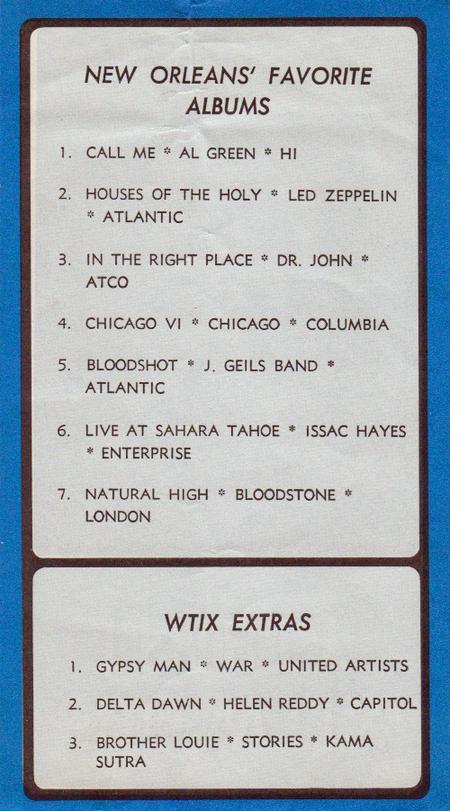 NEW ORLEANS' FAVORITE
ALBUMS
1. CALL ME * AL GREEN * HI
2. HOUSES OF THE HOLY * LED ZEPPELIN
* ATLANTIC
3. IN THE RIGHT PLACE * DR. JOHN *
ATCO
4. CHICAGO VI * CHICAGO * COLUMBIA
5. BLOODSHOT * J. GEILS BAND *
ATLANTIC
6. LIVE AT SAHARA TAHOE * ISSAC HAYES
* ENTERPRISE
7. NATURAL HIGH * BLOODSTONE *
LONDON
WTIX EXTRAS
1. GYPSY MAN * WAR * UNITED ARTISTS
2. DELTA DAWN * HELEN REDDY * CAPITOL
3. BROTHER LOUIE * STORIES * KAMA
SUTRA